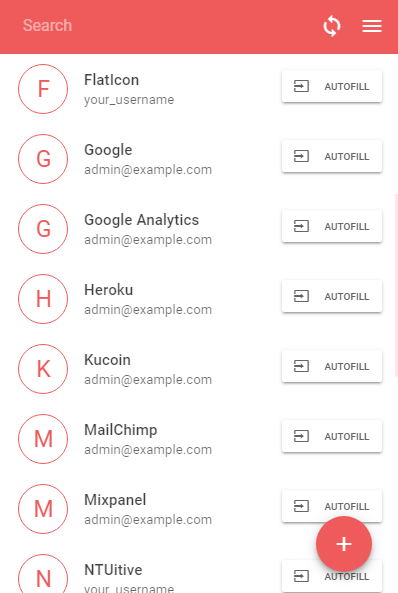 Search
F
FlatIcon
your_username
AUTOFILL
G
Google
admin@example.com
AUTOFILL
G
Google Analytics
admin@example.com
AUTOFILL
H
Heroku
admin@example.com
AUTOFILL
K
Kucoin
admin@example.com
AUTOFILL
M
MailChimp
admin@example.com
AUTOFILL
M
Mixpanel
admin@example.com
AUTOFILL
N
NTUitive
your_username
AUTOFILL